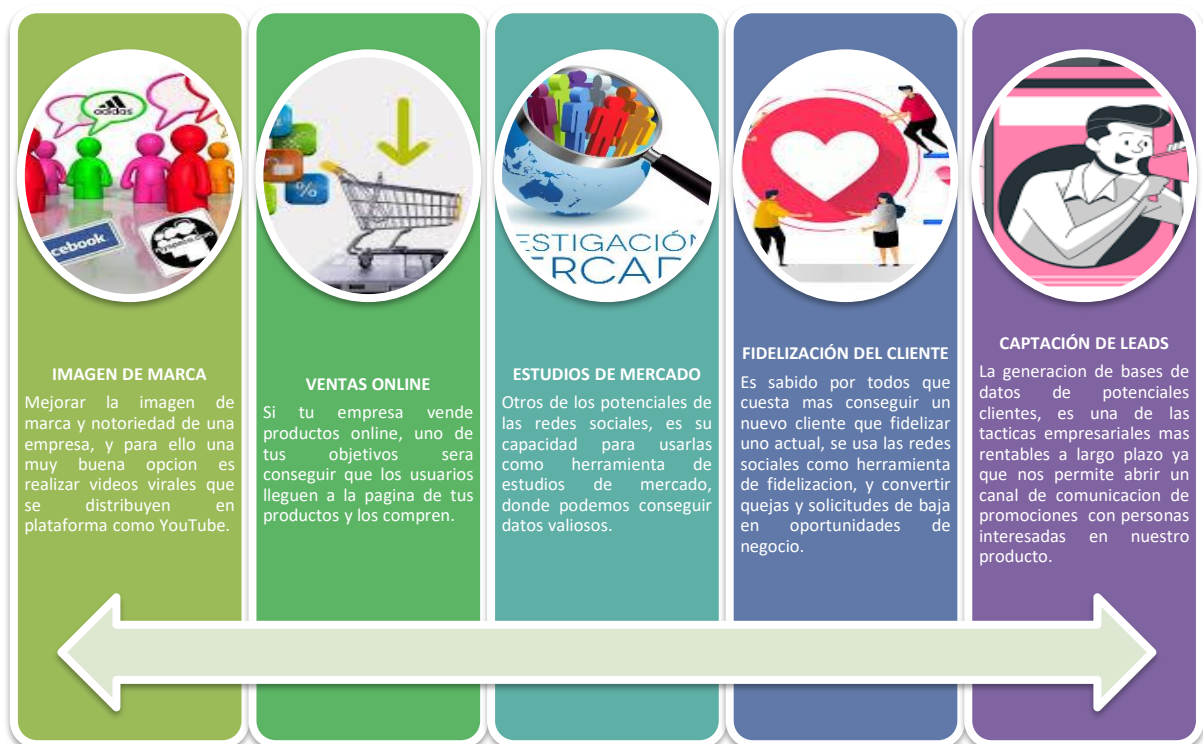 adidas
cebook
yspace.com
%
ESTIGACIÓN
ERCAD
IMAGEN DE MARCA
Mejorar la imagen de
marca y notoriedad de una
empresa, y para ello una
muy buena opcion es
realizar videos virales que
se distribuyen en
plataforma como YouTube.
VENTAS ONLINE
Si tu empresa vende
productos online, uno de
tus objetivos sera
conseguir que los usuarios
lleguen a la pagina de tus
productos y los compren.
ESTUDIOS DE MERCADO
Otros de los potenciales de
las redes sociales, es su
capacidad para usarlas
como herramienta de
estudios de mercado,
donde podemos conseguir
datos valiosos.
FIDELIZACIÓN DEL CLIENTE
Es sabido por todos que
cuesta mas conseguir un
nuevo cliente que fidelizar
uno actual, se usa las redes
sociales como herramienta
de fidelizacion, y convertir
quejas y solicitudes de baja
en oportunidades de
negocio.
CAPTACIÓN DE LEADS
La generacion de bases de
datos de potenciales
clientes, es una de las
tacticas empresariales mas
rentables a largo plazo ya
que nos permite abrir un
canal de comunicacion de
promociones con personas
interesadas en nuestro
producto.